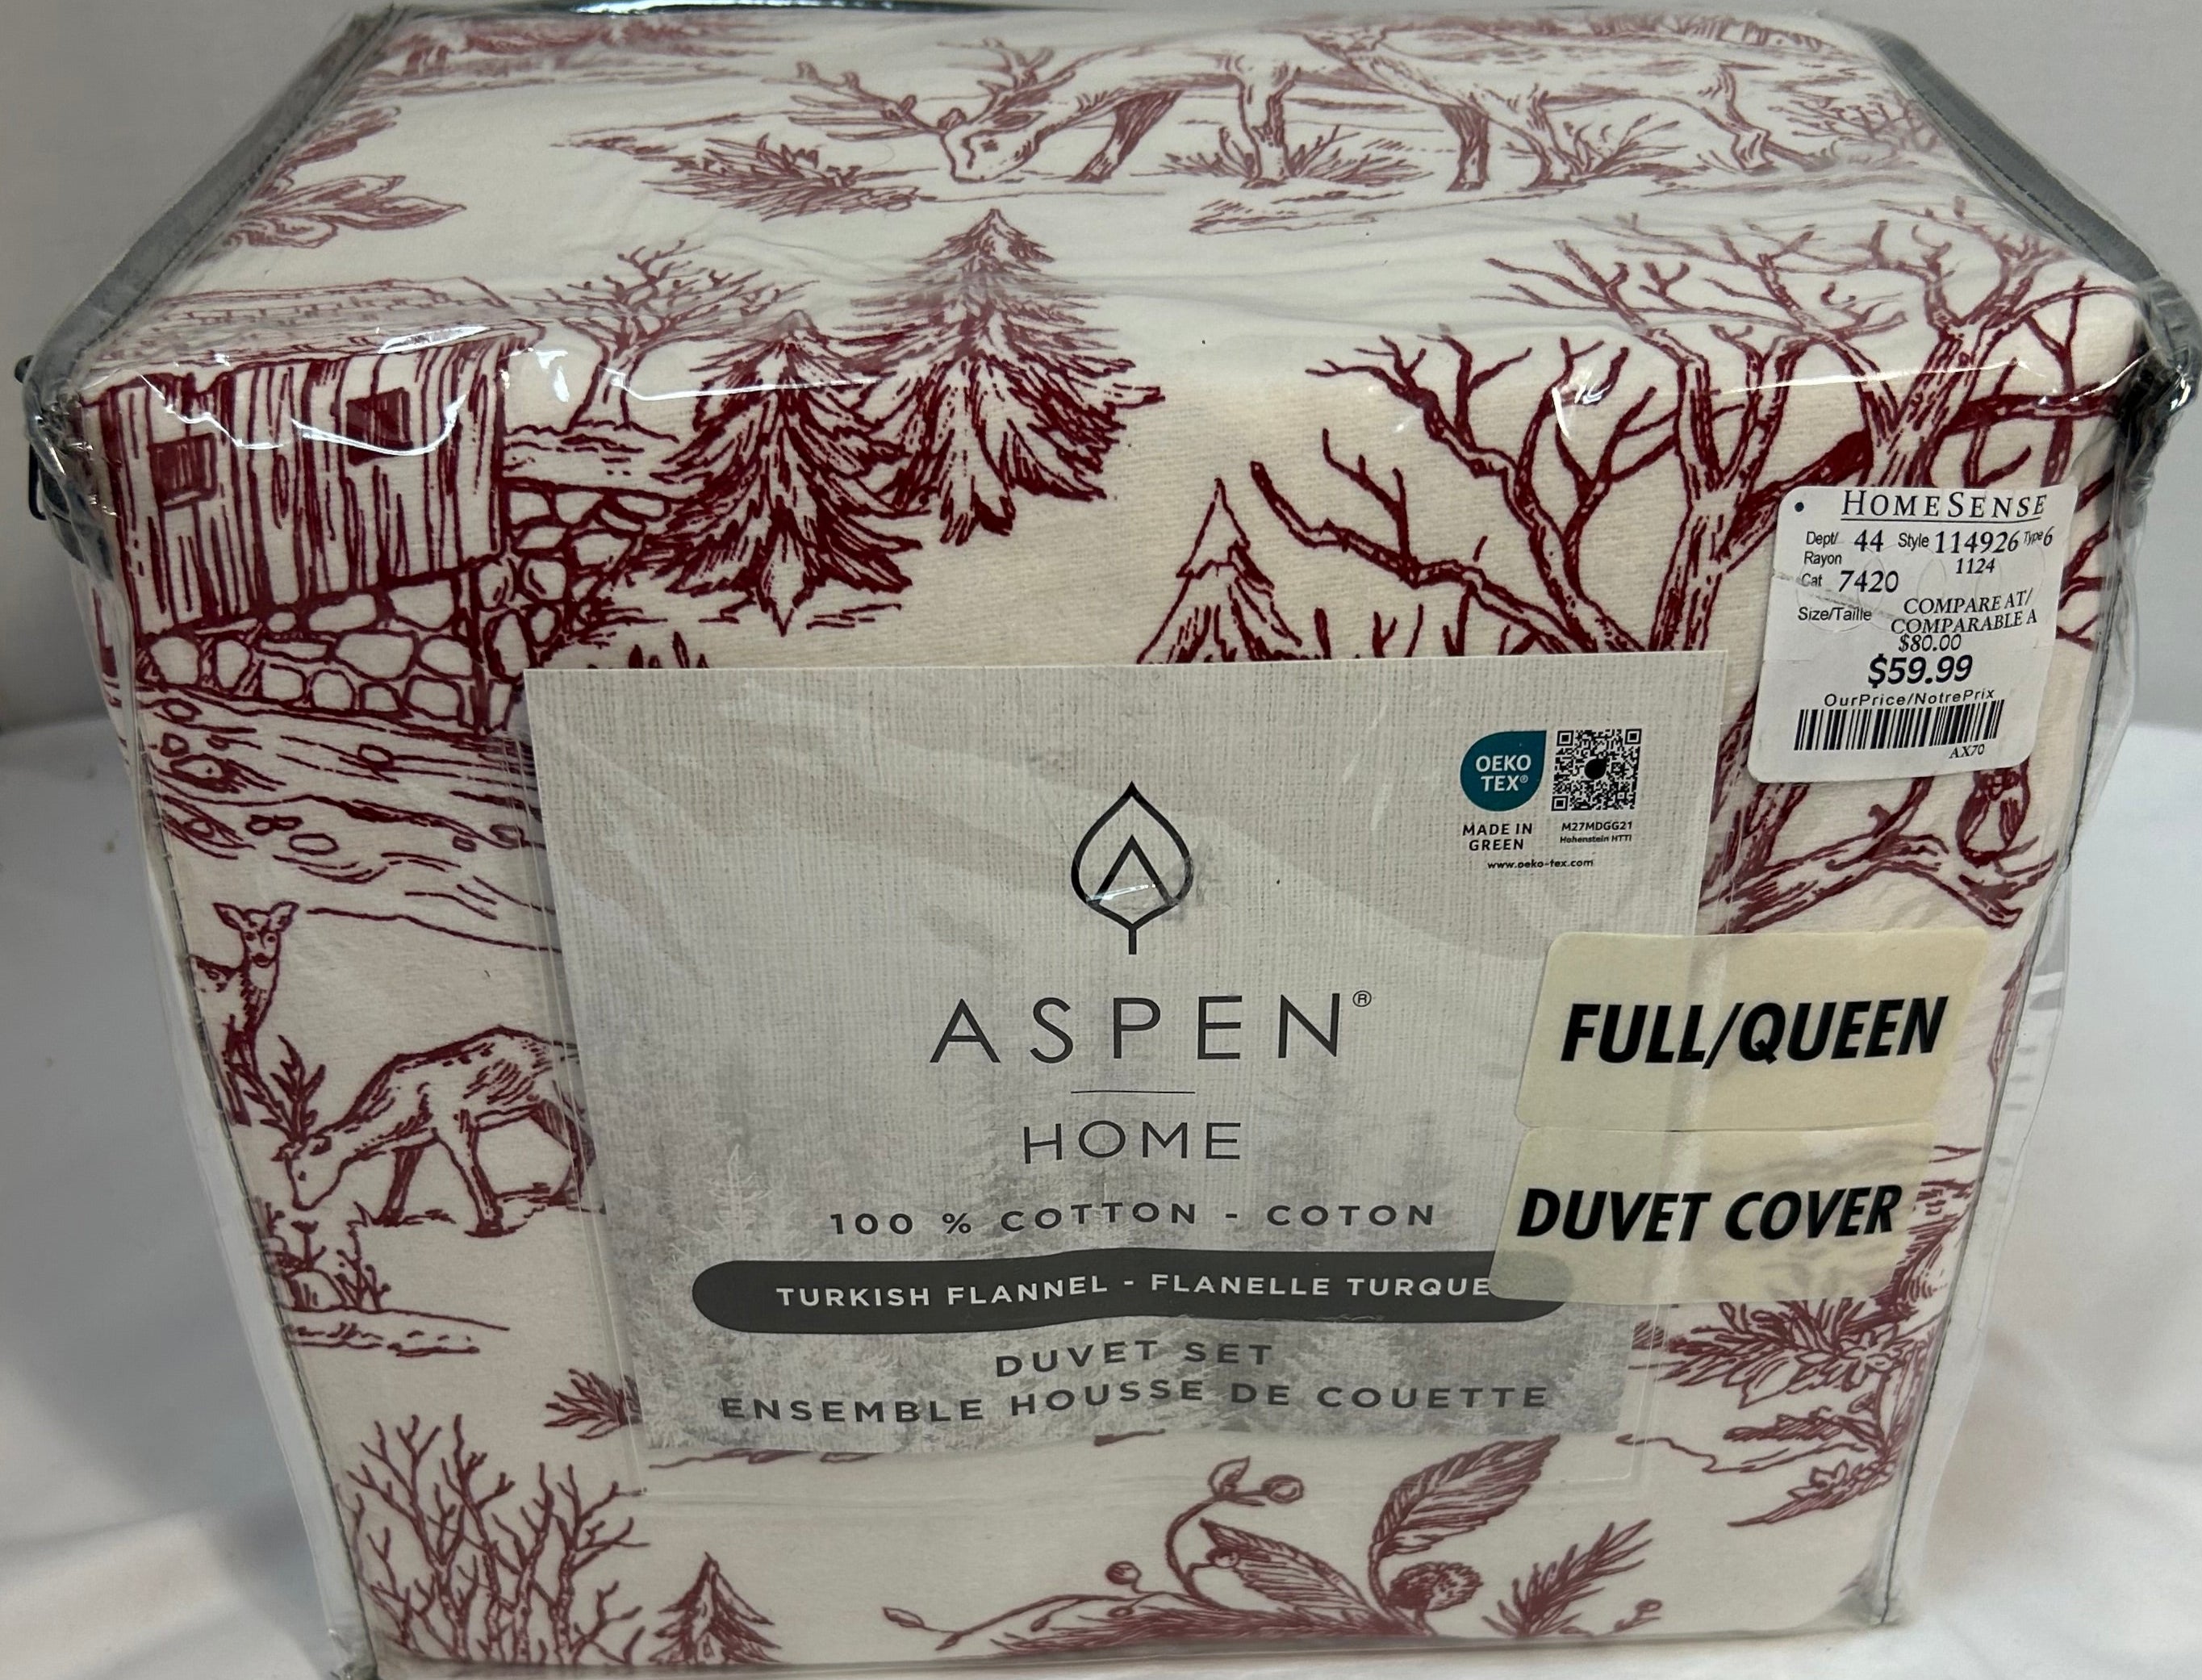 HOMESENSE
Dept/ 44 Style 114926 Type 6
Rayon 1124
Cat 7420
Size/Taille COMPARE AT/
COMPARABLE A
$80.00
$59.99
OurPrice/NotrePrix
AX70
OEKO
TEX®
MADE IN
GREEN
M27MDGG21
Hohenstein HTTI
www.oeko-tex.com
ASPEN®
HOME
100 % COTTON - COTON
TURKISH FLANNEL - FLANELLE TURQUE
DUVET SET
ENSEMBLE HOUSSE DE COUETTE
FULL/QUEEN
DUVET COVER